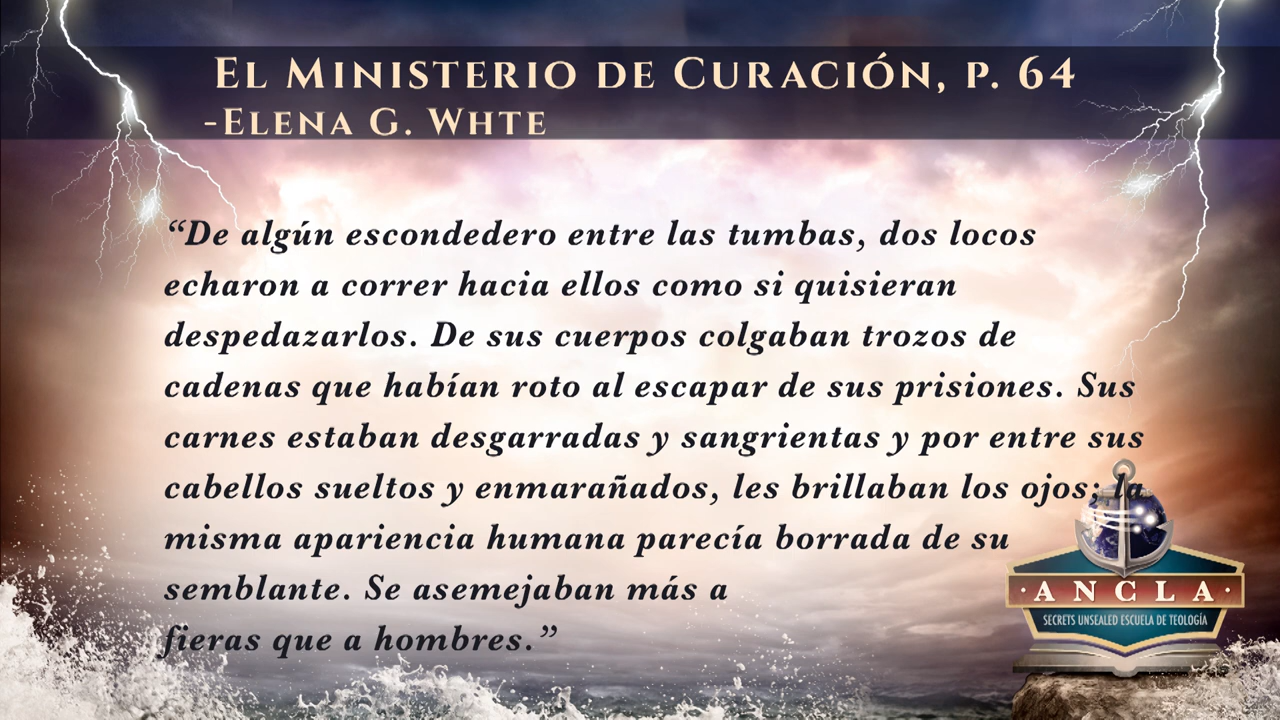 El Ministerio de Curación, p. 64
-Elena G. Whte
“De algún escondedero entre las tumbas, dos locos
echaron a correr hacia ellos como si quisieran
despedazarlos. De sus cuerpos colgaban trozos de
cadenas que habían roto al escapar de sus prisiones. Sus
carnes estaban desgarradas y sangrientas y por entre sus
cabellos sueltos y enmarañados, les brillaban los ojos; la
misma apariencia humana parecía borrada de su
semblante. Se asemejaban más a
fieras que a hombres.”
·ANCLA·
SECRETS UNSEALED ESCUELA DE TEOLOGÍA